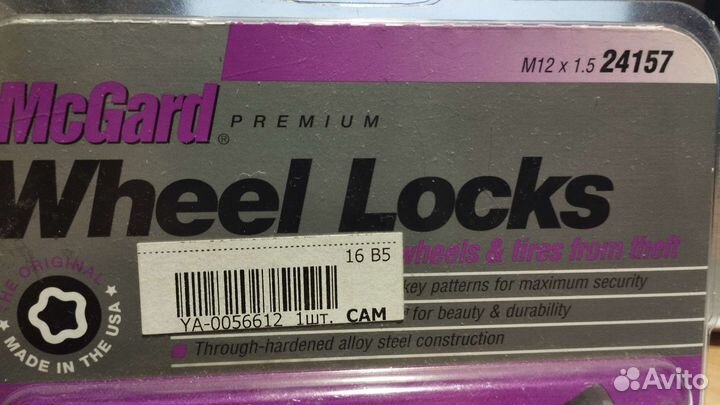 M12 x 1.5 24157
McGard® PREMIUM
Wheel Locks
wheels & tires from theft
16 B5
key patterns for maximum security
for beauty & durability
YA-0056612 1шт. САМ
Through-hardened alloy steel construction
THE ORIGINAL
MADE IN THE USA
Avito